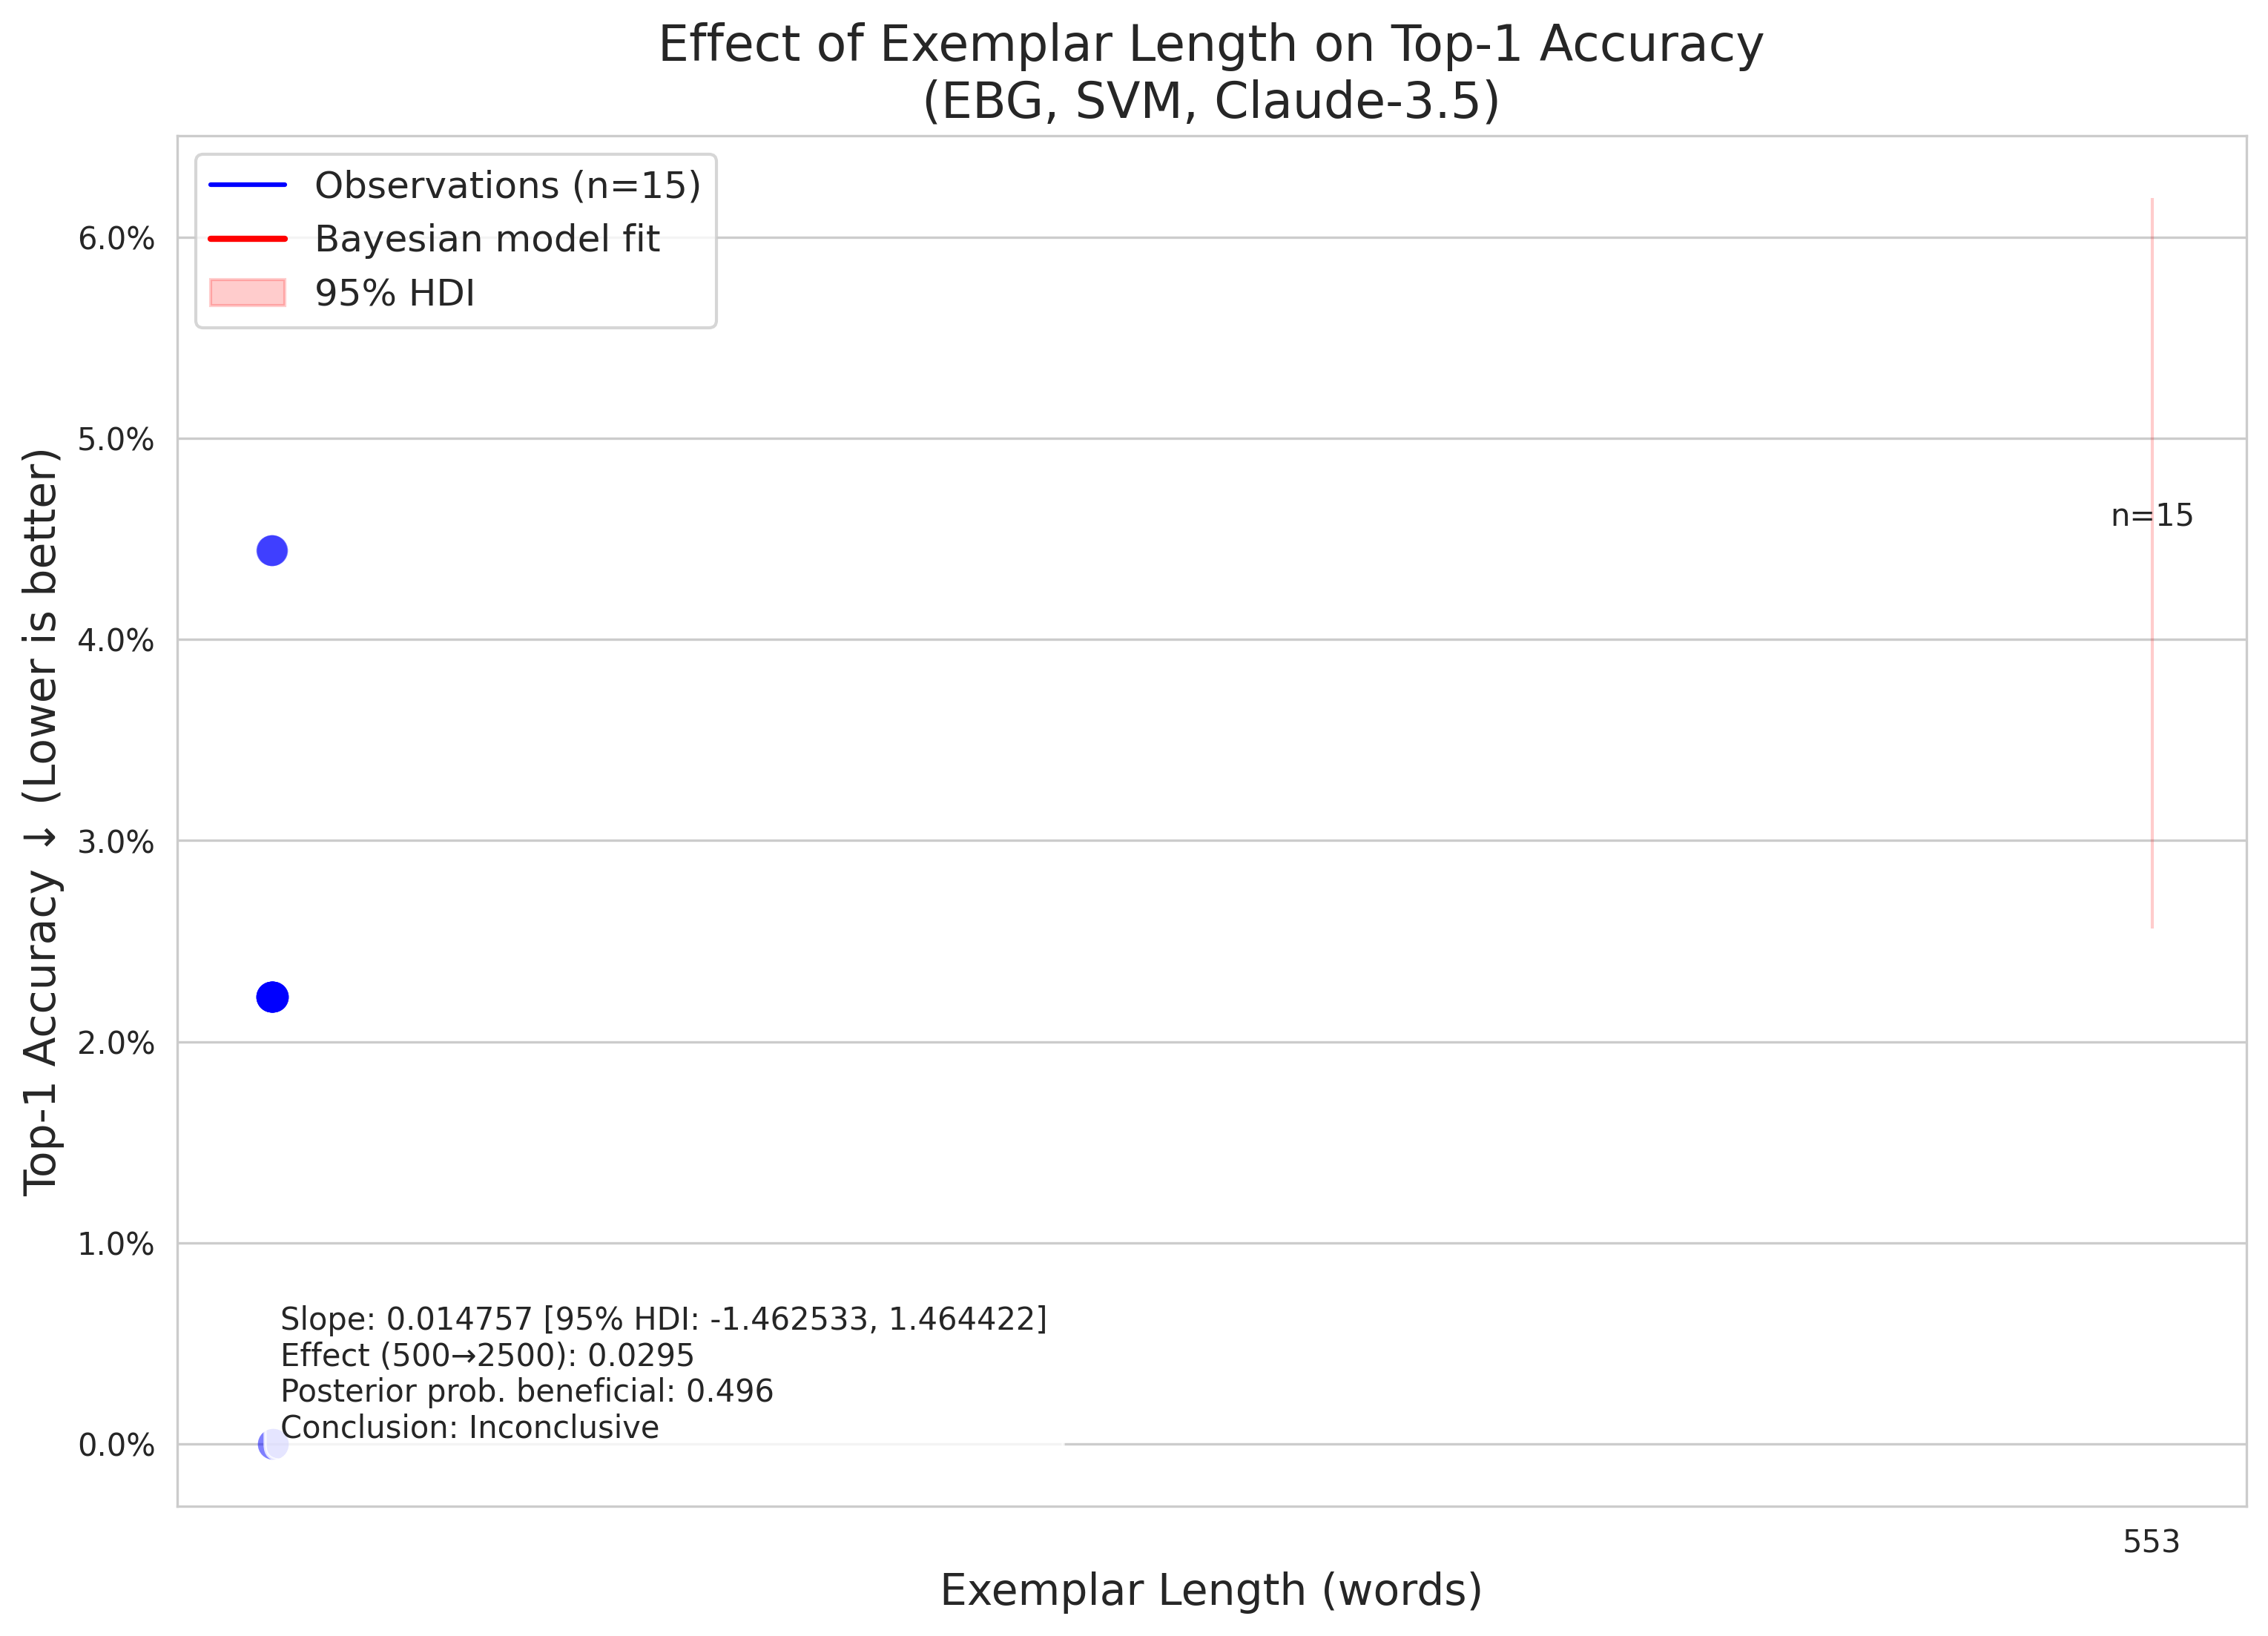 Effect of Exemplar Length on Top-1 Accuracy
(EBG, SVM, Claude-3.5)
Observations (n=15)
Bayesian model fit
95% HDI
6.0%
5.0%
4.0%
3.0%
2.0%
1.0%
0.0%
Top-1 Accuracy ↓ (Lower is better)
n=15
Slope: 0.014757 [95% HDI: -1.462533, 1.464422]
Effect (500→2500): 0.0295
Posterior prob. beneficial: 0.496
Conclusion: Inconclusive
553
Exemplar Length (words)